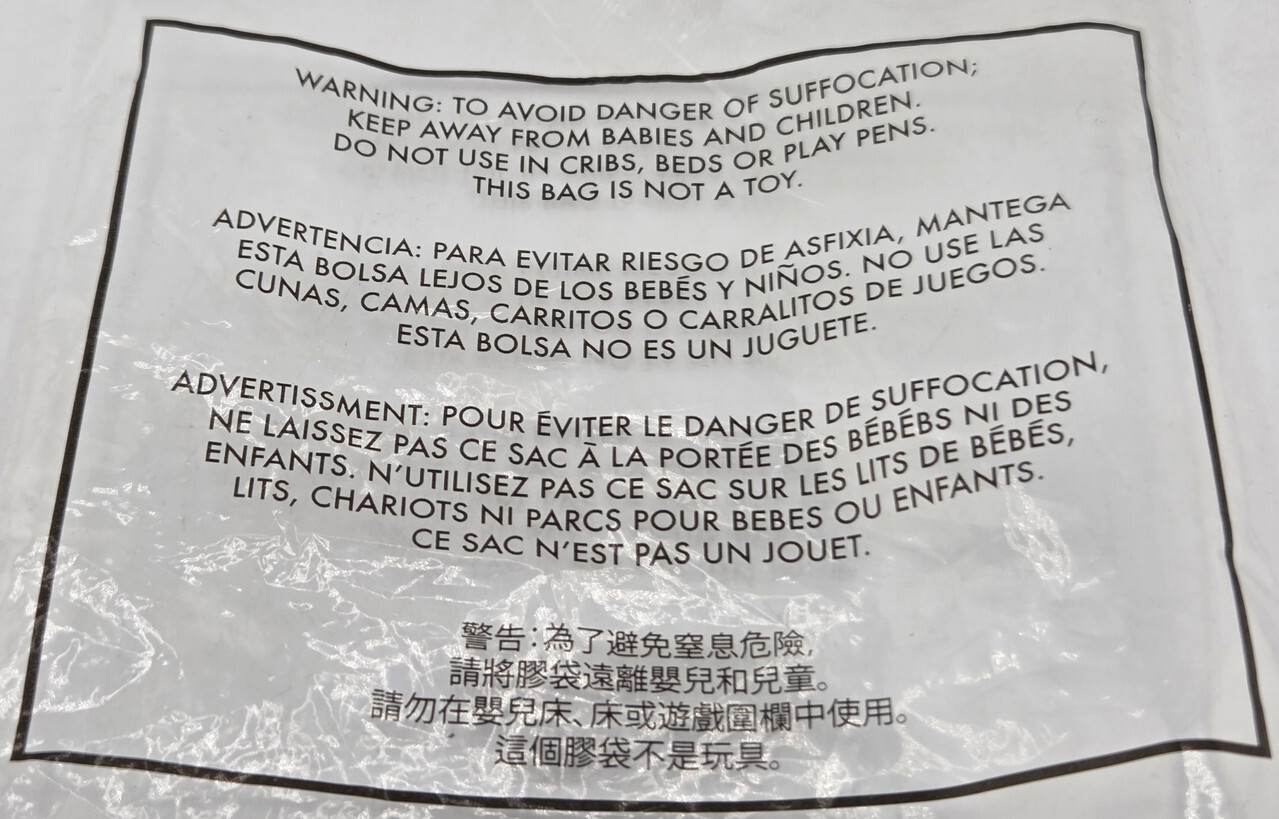 WARNING: TO AVOID DANGER OF SUFFOCATION;
KEEP AWAY FROM BABIES AND CHILDREN.
DO NOT USE IN CRIBS, BEDS OR PLAY PENS.
THIS BAG IS NOT A TOY.
ADVERTENCIA: PARA EVITAR RIESGO DE ASFIXIA, MANTEGA
ESTA BOLSA LEJOS DE LOS BEBÉS Y NIÑOS. NO USE LAS
CUNAS, CAMAS, CARRITOS O CARRALITOS DE JUEGOS.
ESTA BOLSA NO ES UN JUGUETE.
ADVERTISSMENT: POUR ÉVITER LE DANGER DE SUFFOCATION,
NE LAISSEZ PAS CE SAC Ā LA PORTÉE DES BÉBÉBS NI DES
ENFANTS. N'UTILISEZ PAS CE SAC SUR LES LITS DE BÉBÉS,
LITS, CHARIOTS NI PARCS POUR BEBES OU ENFANTS.
CE SAC N'EST PAS UN JOUET.
警告：為了避免窒息危險,
請將膠袋遠離嬰兒和兒童。
請勿在嬰兒床、床或遊戲圍欄中使用。
這個膠袋不是玩具。